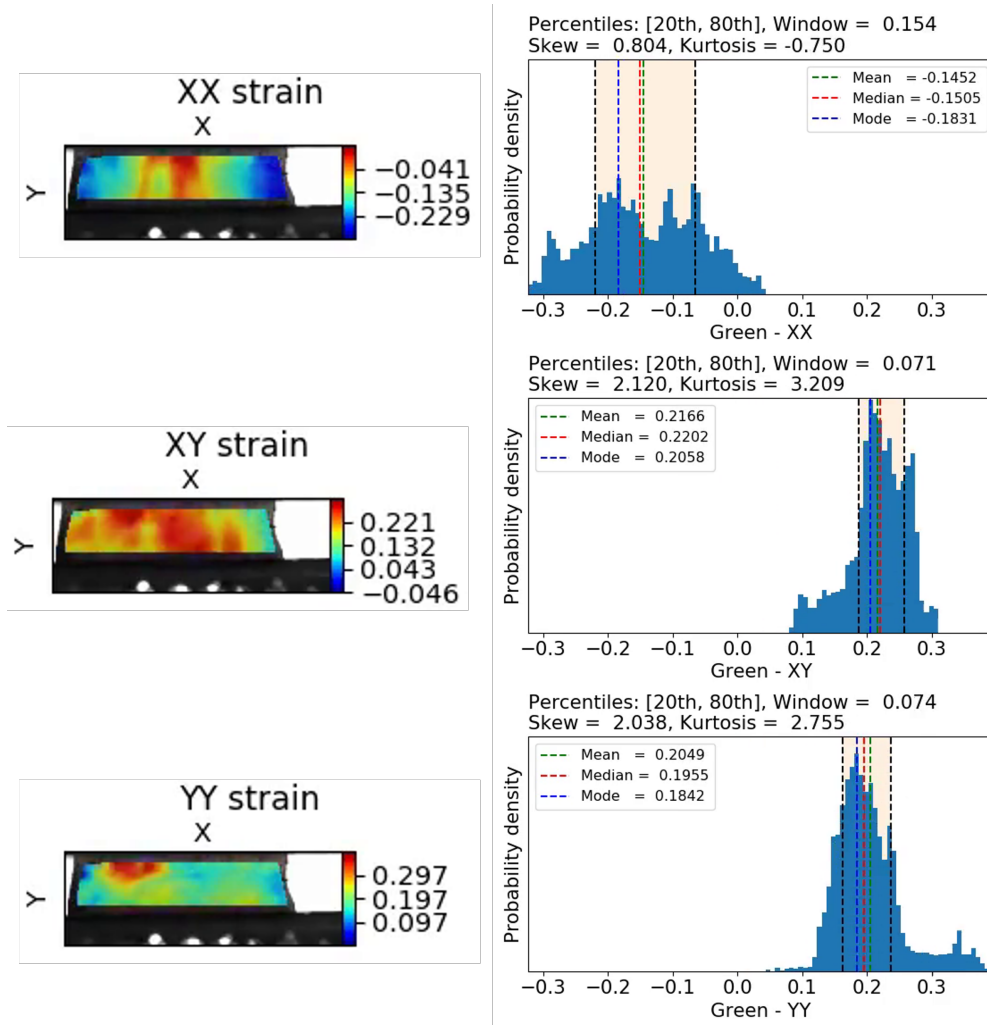 XX strain
X
Y
−0.041
−0.135
−0.229
Percentiles: [20th, 80th], Window = 0.154
Skew = 0.804, Kurtosis = -0.750
Probability density
Mean = -0.1452
Median = -0.1505
Mode = -0.1831
−0.3 −0.2 −0.1 0.0 0.1 0.2 0.3
Green - XX
XY strain
X
Y
0.221
0.132
0.043
−0.046
Percentiles: [20th, 80th], Window = 0.071
Skew = 2.120, Kurtosis = 3.209
Probability density
Mean = 0.2166
Median = 0.2202
Mode = 0.2058
−0.3 −0.2 −0.1 0.0 0.1 0.2 0.3
Green - XY
YY strain
X
Y
0.297
0.197
0.097
Percentiles: [20th, 80th], Window = 0.074
Skew = 2.038, Kurtosis = 2.755
Probability density
Mean = 0.2049
Median = 0.1955
Mode = 0.1842
−0.3 −0.2 −0.1 0.0 0.1 0.2 0.3
Green - YY